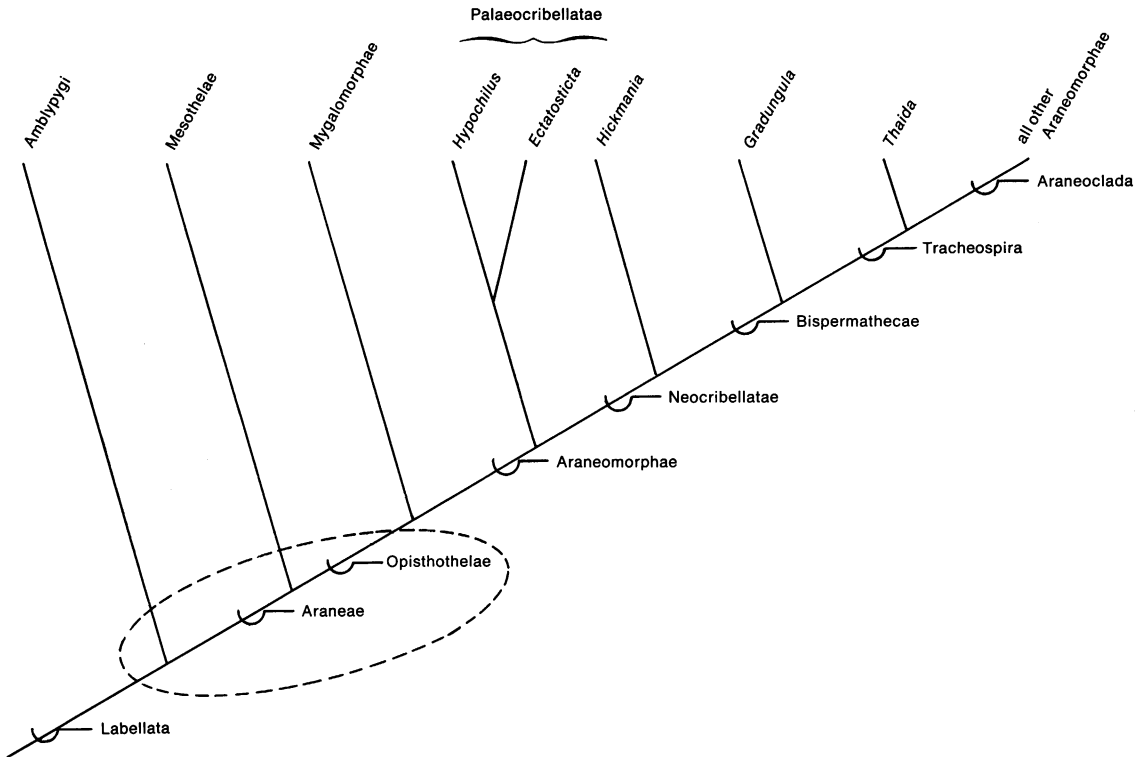 Palaeocribellatae
Amblypygi
Mesothelae
Mygalomorphae
Hypochilus
Ectatosticta
Hickmania
Gradungula
Thaida
all other
Araneomorphae
Araneoclada
Tracheospira
Bispermathecae
Neocribellatae
Araneomorphae
Opisthothelae
Araneae
Labellata